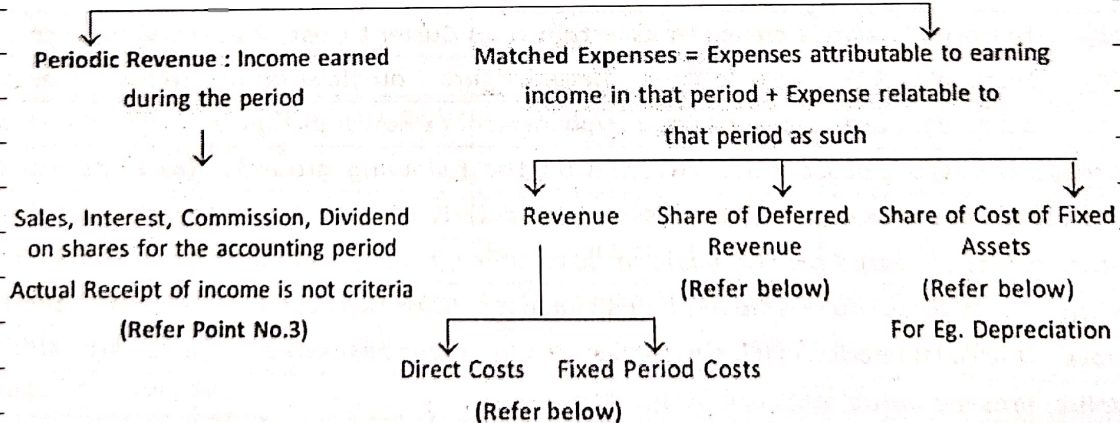 Periodic Revenue : Income earned
during the period
Matched Expenses = Expenses attributable to earning
income in that period + Expense relatable to
that period as such
Sales, Interest, Commission, Dividend
on shares for the accounting period
Actual Receipt of income is not criteria
(Refer Point No.3)
Revenue
Share of Deferred
Revenue
(Refer below)
Share of Cost of Fixed
Assets
(Refer below)
For Eg. Depreciation
Direct Costs
Fixed Period Costs
(Refer below)